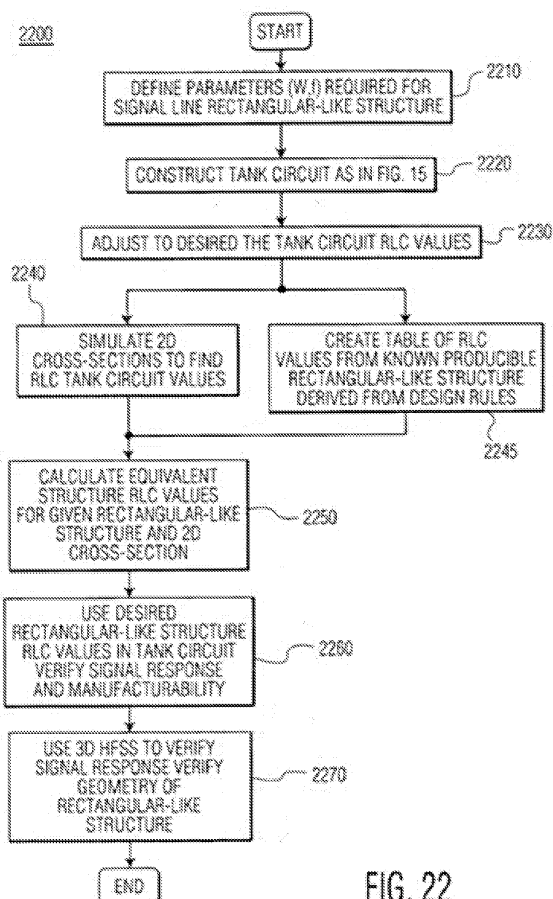 2200
START
DEFINE PARAMETERS (W,f) REQUIRED FOR
SIGNAL LINE RECTANGULAR-LIKE STRUCTURE
2210
CONSTRUCT TANK CIRCUIT AS IN FIG. 15
2220
ADJUST TO DESIRED THE TANK CIRCUIT RLC VALUES
2230
2240
SIMULATE 2D
CROSS-SECTIONS TO FIND
RLC TANK CIRCUIT VALUES
CREATE TABLE OF RLC
VALUES FROM KNOWN PRODUCIBLE
RECTANGULAR-LIKE STRUCTURE
DERIVED FROM DESIGN RULES
2245
CALCULATE EQUIVALENT
STRUCTURE RLC VALUES
FOR GIVEN RECTANGULAR-LIKE
STRUCTURE AND 2D
CROSS-SECTION
2250
USE DESIRED
RECTANGULAR-LIKE STRUCTURE
RLC VALUES IN TANK CIRCUIT
VERIFY SIGNAL RESPONSE
AND MANUFACTURABILITY
2260
USE 3D HFSS TO VERIFY
SIGNAL RESPONSE VERIFY
GEOMETRY OF
RECTANGULAR-LIKE
STRUCTURE
2270
END
FIG. 22